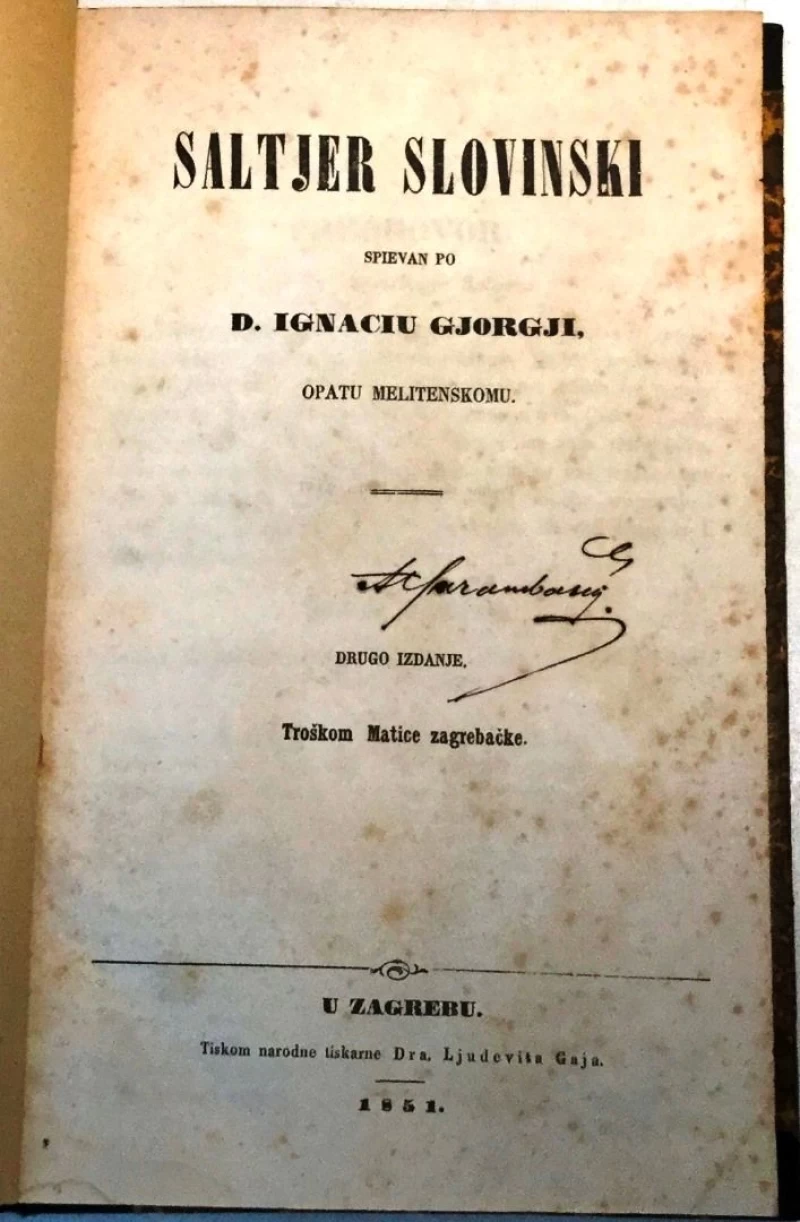 SALTJER SLOVINSKI
SPIEVAN PO
D. IGNACIU GJORGJI,
OPATU MELITENSKOMU.
DRUGO IZDANJE.
Troškom Matice zagrebačke.
U ZAGREBU.
Tiskom narodne tiskarne Dra. Ljudevita Gaja.
1851.